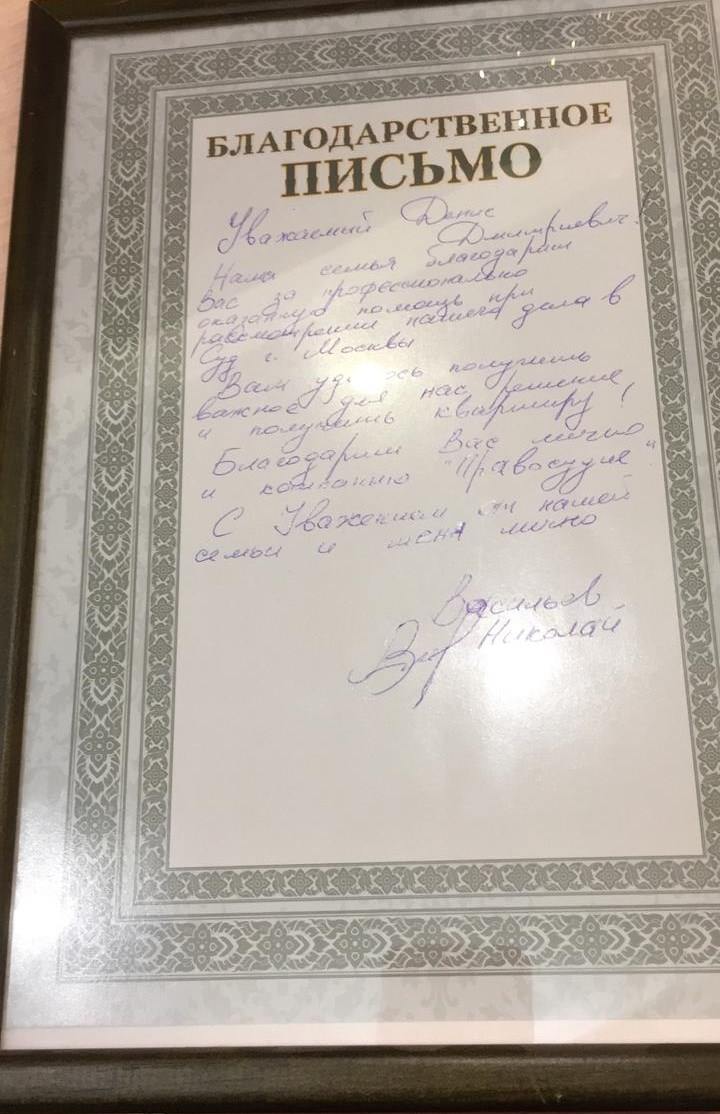 БЛАГОДАРСТВЕННОЕ
ПИСЬМО
Уважаемый Денис
Дмитриевич!
Наша семья благодарим
Вас за профессионально
оказанную помощь при
рассмотрении нашего дела в
Суд г. Москвы
Вам удалось получить
важное для нас решение
и получить квартиру!
Благодарим Вас лично
и компанию "Правосудие"
С Уважением от нашей
семьи и меня лично
Васильев
Николай